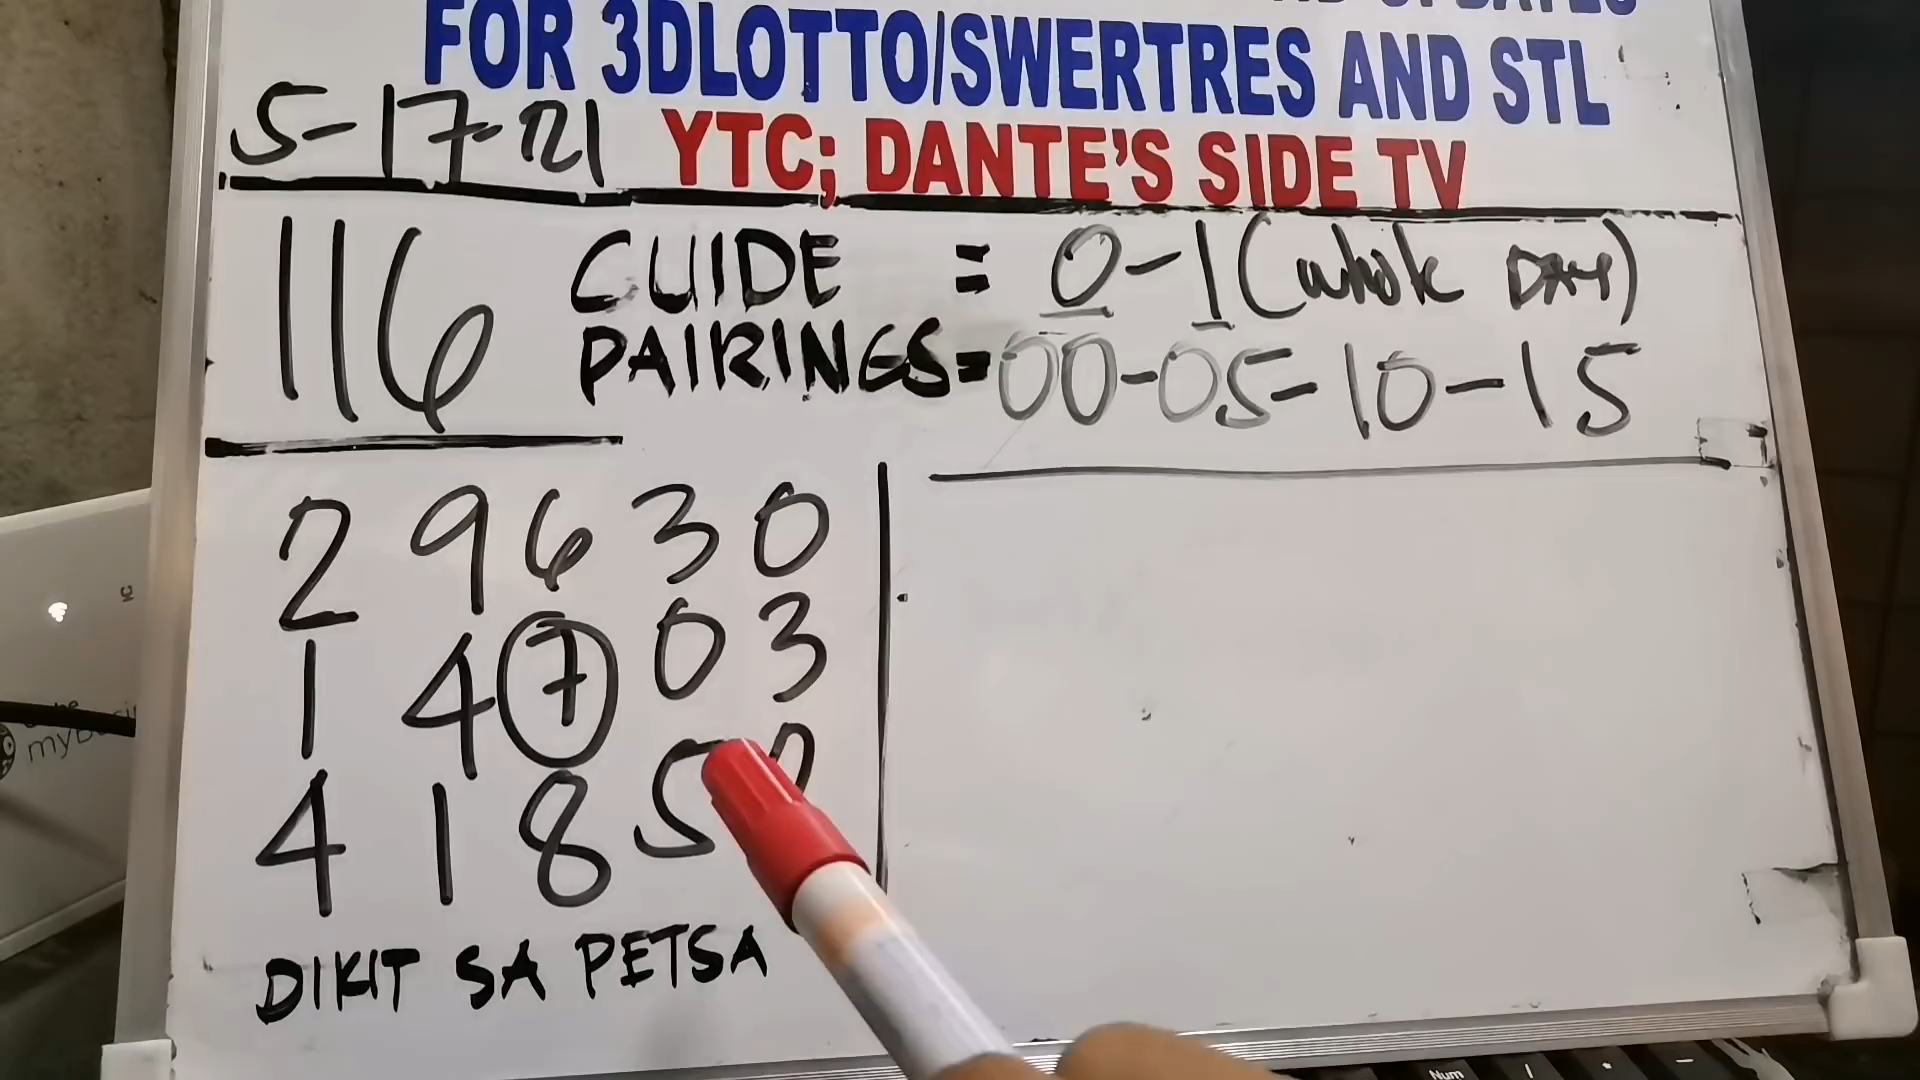 FOR 3DLOTTO/SWERTRES AND STL
5-17-21 YTC; DANTE'S SIDE TV
116 GUIDE = 0-1 (whole DAY)
PAIRINGS=00-05-10-15
2 9 6 3 0
1 4 7 0 3
4 1 8 5
DIKIT SA PETSA
Num